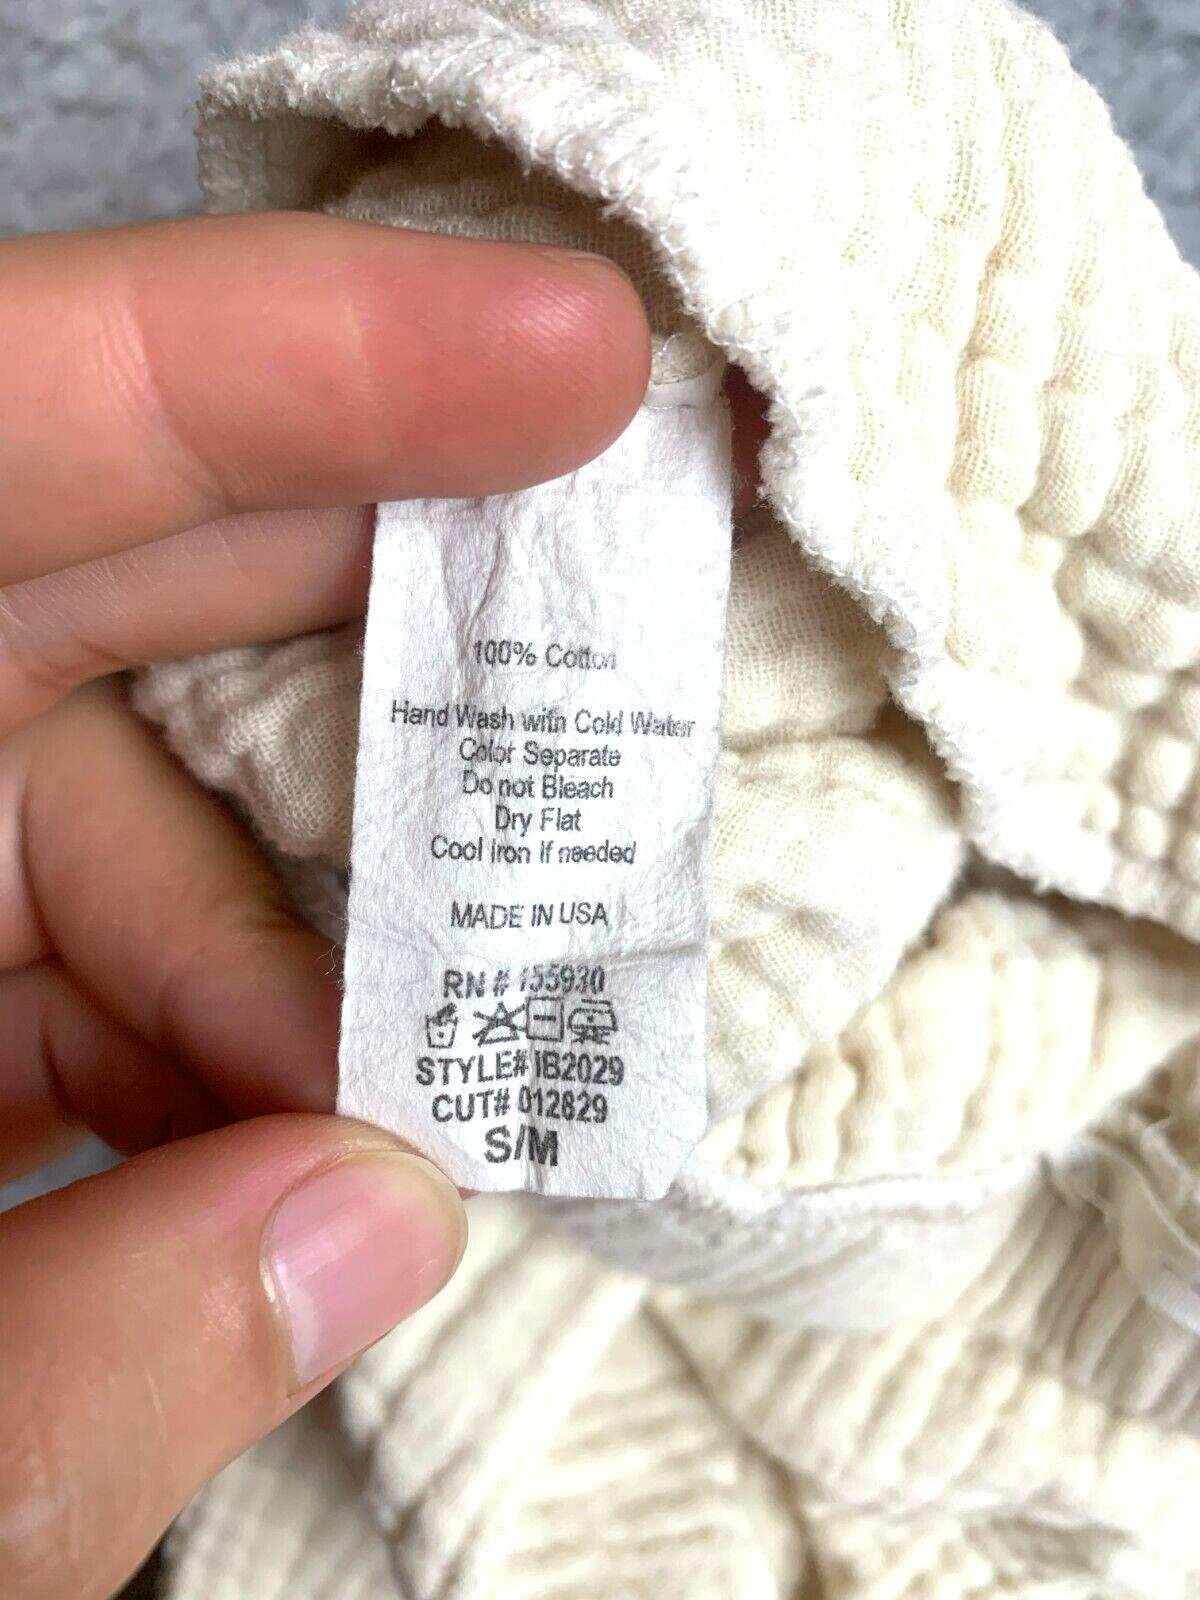 100% Cotton
Hand Wash with Cold Water
Color Separate
Do not Bleach
Dry Flat
Cool Iron If needed
MADE IN USA
RN # 155930
STYLE# IB2029
CUT# 012829
S/M